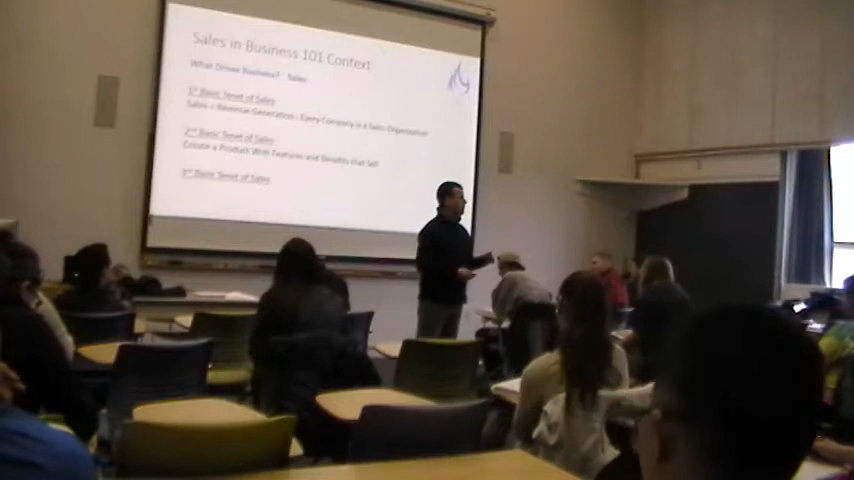 Sales in Business 101 Context
What Drives Business? Sales
1st Basic Tenet of Sales
Sales = Revenue Generation - Every Company is a Sales Organization
2nd Basic Tenet of Sales
Create a Product With Features and Benefits that Sell
3rd Basic Tenet of Sales